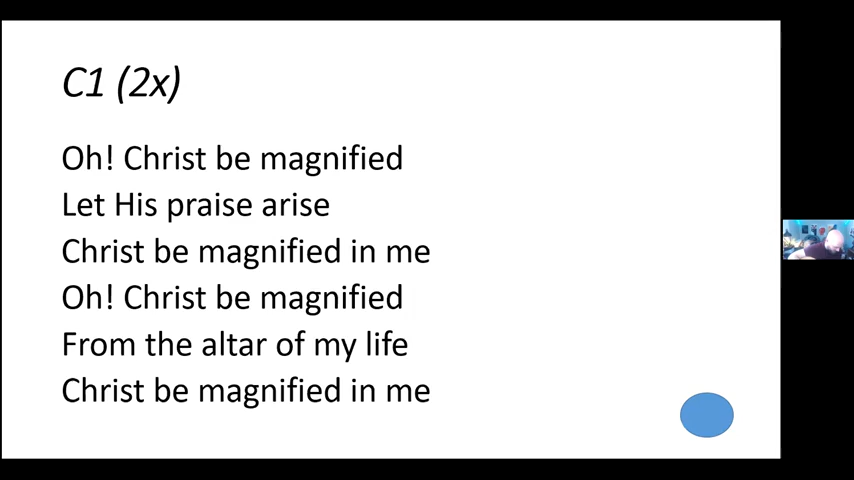 C1 (2x)
Oh! Christ be magnified
Let His praise arise
Christ be magnified in me
Oh! Christ be magnified
From the altar of my life
Christ be magnified in me